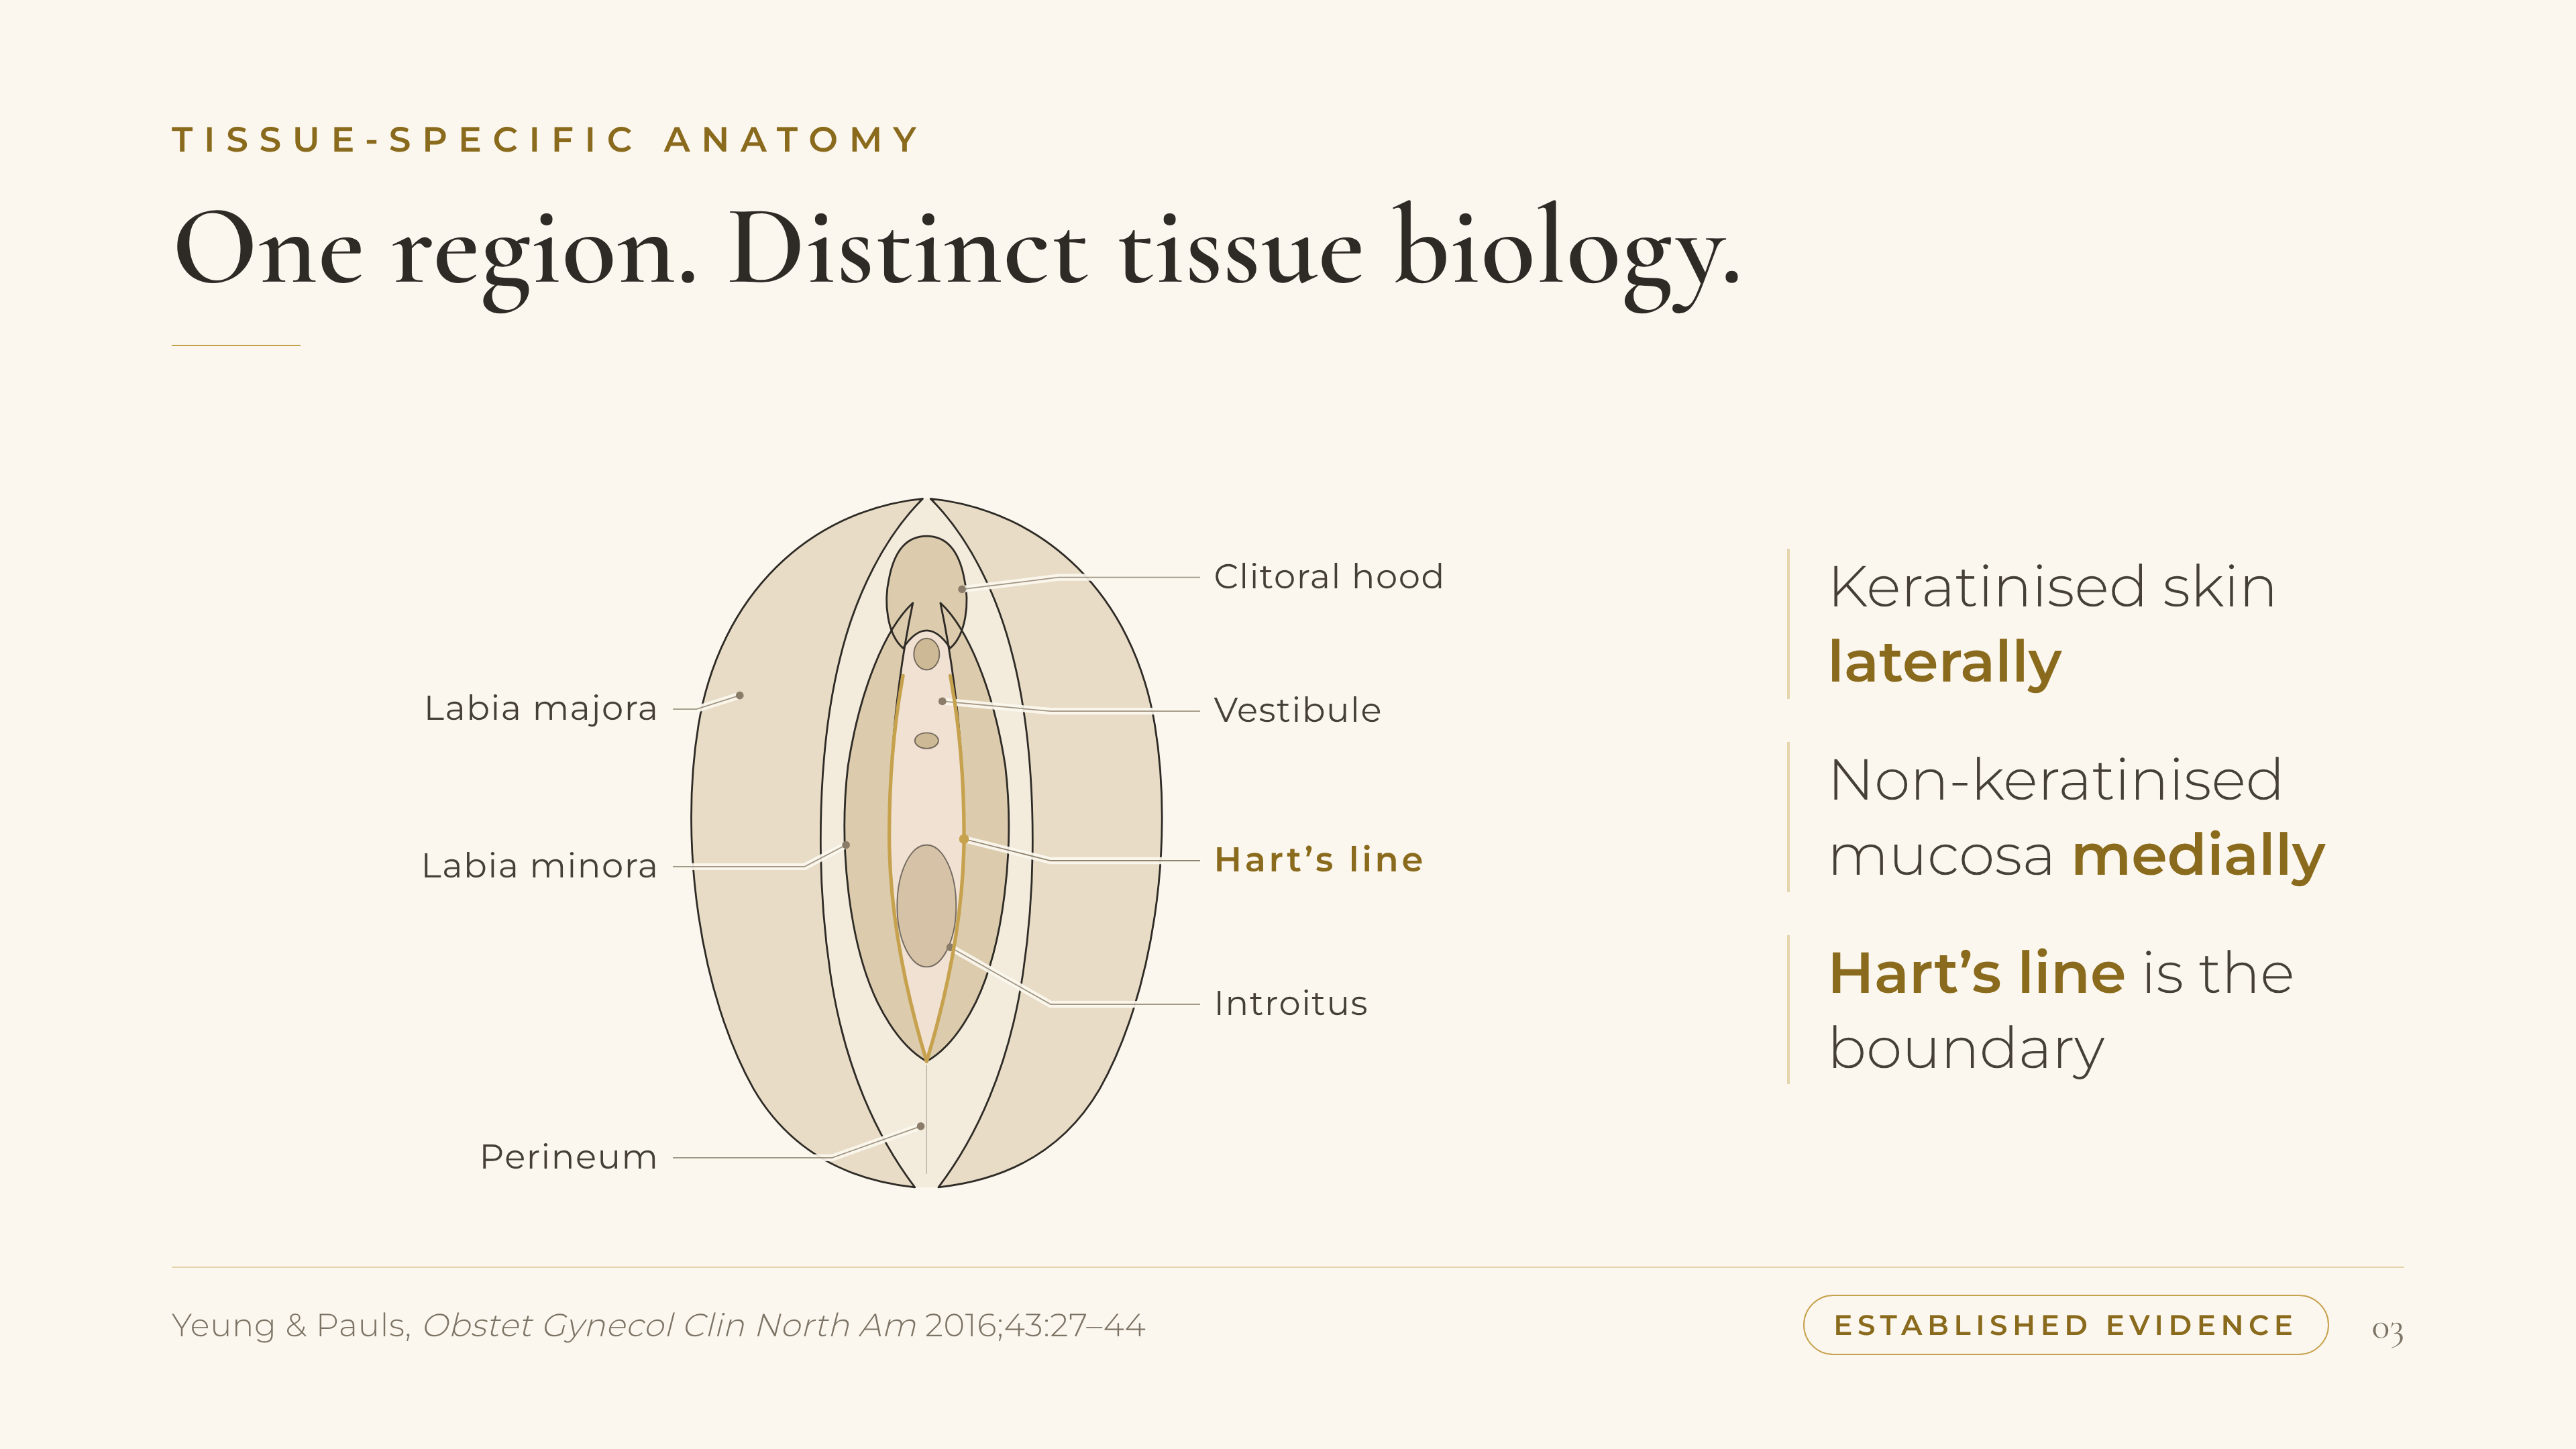 TISSUE-SPECIFIC ANATOMY
One region. Distinct tissue biology.
Clitoral hood
Labia majora
Vestibule
Labia minora
Hart’s line
Introitus
Perineum
Keratinised skin
laterally
Non-keratinised
mucosa medially
Hart’s line is the
boundary
Yeung & Pauls, Obstet Gynecol Clin North Am 2016;43:27–44
ESTABLISHED EVIDENCE
03